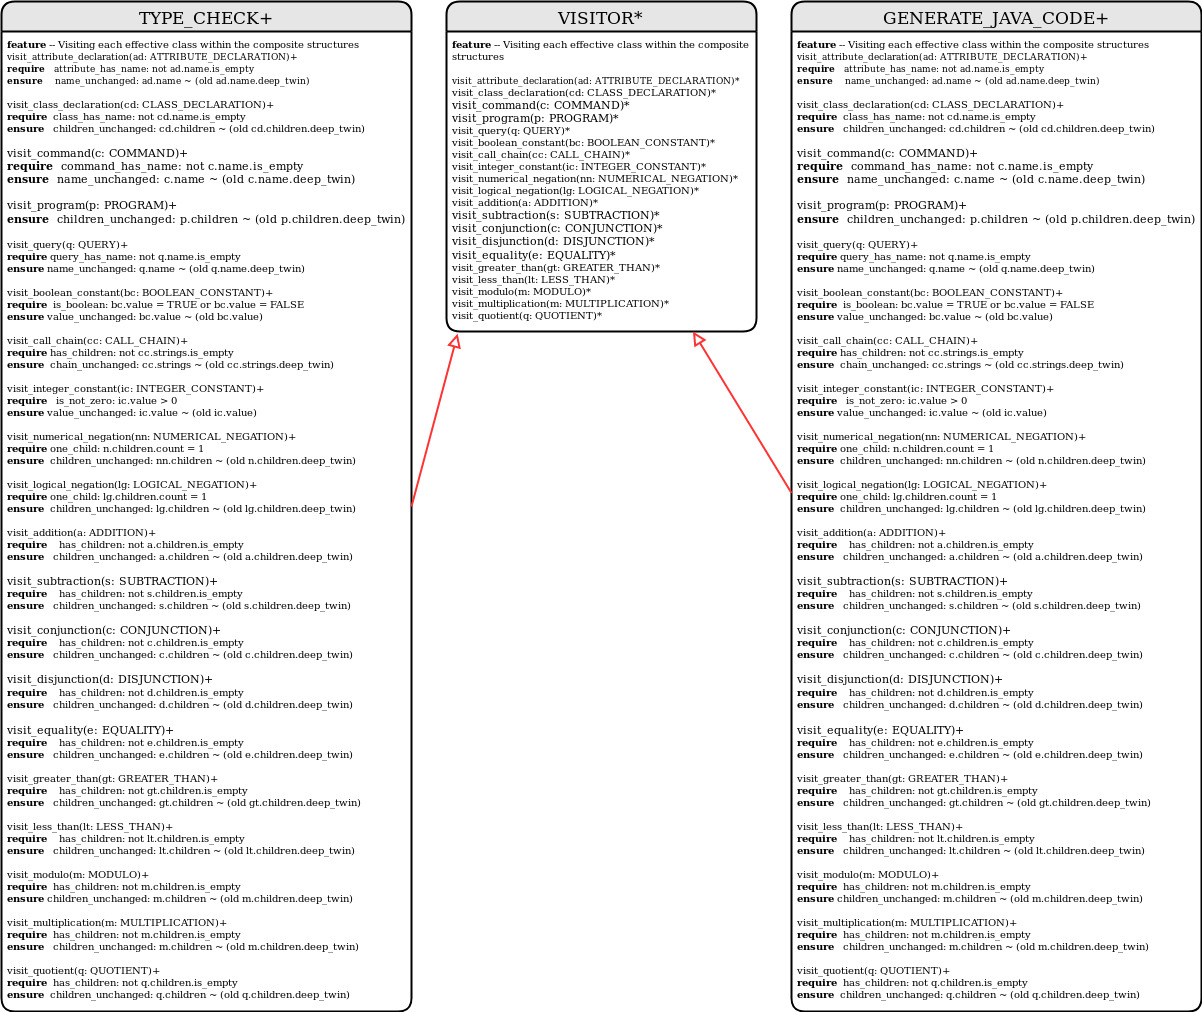 TYPE_CHECK+
feature -- Visiting each effective class within the composite structures
visit_attribute_declaration(ad: ATTRIBUTE_DECLARATION)+
require attribute_has_name: not ad.name.is_empty
ensure name_unchanged: ad.name ~ (old ad.name.deep_twin)
visit_class_declaration(cd: CLASS_DECLARATION)+
require class_has_name: not cd.name.is_empty
ensure children_unchanged: cd.children ~ (old cd.children.deep_twin)
visit_command(c: COMMAND)+
require command_has_name: not c.name.is_empty
ensure name_unchanged: c.name ~ (old c.name.deep_twin)
visit_program(p: PROGRAM)+
ensure children_unchanged: p.children ~ (old p.children.deep_twin)
visit_query(q: QUERY)+
require query_has_name: not q.name.is_empty
ensure name_unchanged: q.name ~ (old q.name.deep_twin)
visit_boolean_constant(bc: BOOLEAN_CONSTANT)+
require is_boolean: bc.value = TRUE or bc.value = FALSE
ensure value_unchanged: bc.value ~ (old bc.value)
visit_call_chain(cc: CALL_CHAIN)+
require has_children: not cc.strings.is_empty
ensure chain_unchanged: cc.strings ~ (old cc.strings.deep_twin)
visit_integer_constant(ic: INTEGER_CONSTANT)+
require is_not_zero: ic.value > 0
ensure value_unchanged: ic.value ~ (old ic.value)
visit_numerical_negation(nn: NUMERICAL_NEGATION)+
require one_child: n.children.count = 1
ensure children_unchanged: nn.children ~ (old n.children.deep_twin)
visit_logical_negation(lg: LOGICAL_NEGATION)+
require one_child: lg.children.count = 1
ensure children_unchanged: lg.children ~ (old lg.children.deep_twin)
visit_addition(a: ADDITION)+
require has_children: not a.children.is_empty
ensure children_unchanged: a.children ~ (old a.children.deep_twin)
visit_subtraction(s: SUBTRACTION)+
require has_children: not s.children.is_empty
ensure children_unchanged: s.children ~ (old s.children.deep_twin)
visit_conjunction(c: CONJUNCTION)+
require has_children: not c.children.is_empty
ensure children_unchanged: c.children ~ (old c.children.deep_twin)
visit_disjunction(d: DISJUNCTION)+
require has_children: not d.children.is_empty
ensure children_unchanged: d.children ~ (old d.children.deep_twin)
visit_equality(e: EQUALITY)+
require has_children: not e.children.is_empty
ensure children_unchanged: e.children ~ (old e.children.deep_twin)
visit_greater_than(gt: GREATER_THAN)+
require has_children: not gt.children.is_empty
ensure children_unchanged: gt.children ~ (old gt.children.deep_twin)
visit_less_than(lt: LESS_THAN)+
require has_children: not lt.children.is_empty
ensure children_unchanged: lt.children ~ (old lt.children.deep_twin)
visit_modulo(m: MODULO)+
require has_children: not m.children.is_empty
ensure children_unchanged: m.children ~ (old m.children.deep_twin)
visit_multiplication(m: MULTIPLICATION)+
require has_children: not m.children.is_empty
ensure children_unchanged: m.children ~ (old m.children.deep_twin)
visit_quotient(q: QUOTIENT)+
require has_children: not q.children.is_empty
ensure children_unchanged: q.children ~ (old q.children.deep_twin)
VISITOR*
feature -- Visiting each effective class within the composite
structures
visit_attribute_declaration(ad: ATTRIBUTE_DECLARATION)*
visit_class_declaration(cd: CLASS_DECLARATION)*
visit_command(c: COMMAND)*
visit_program(p: PROGRAM)*
visit_query(q: QUERY)*
visit_boolean_constant(bc: BOOLEAN_CONSTANT)*
visit_call_chain(cc: CALL_CHAIN)*
visit_integer_constant(ic: INTEGER_CONSTANT)*
visit_numerical_negation(nn: NUMERICAL_NEGATION)*
visit_logical_negation(lg: LOGICAL_NEGATION)*
visit_addition(a: ADDITION)*
visit_subtraction(s: SUBTRACTION)*
visit_conjunction(c: CONJUNCTION)*
visit_disjunction(d: DISJUNCTION)*
visit_equality(e: EQUALITY)*
visit_greater_than(gt: GREATER_THAN)*
visit_less_than(lt: LESS_THAN)*
visit_modulo(m: MODULO)*
visit_multiplication(m: MULTIPLICATION)*
visit_quotient(q: QUOTIENT)*
GENERATE_JAVA_CODE+
feature -- Visiting each effective class within the composite structures
visit_attribute_declaration(ad: ATTRIBUTE_DECLARATION)+
require attribute_has_name: not ad.name.is_empty
ensure name_unchanged: ad.name ~ (old ad.name.deep_twin)
visit_class_declaration(cd: CLASS_DECLARATION)+
require class_has_name: not cd.name.is_empty
ensure children_unchanged: cd.children ~ (old cd.children.deep_twin)
visit_command(c: COMMAND)+
require command_has_name: not c.name.is_empty
ensure name_unchanged: c.name ~ (old c.name.deep_twin)
visit_program(p: PROGRAM)+
ensure children_unchanged: p.children ~ (old p.children.deep_twin)
visit_query(q: QUERY)+
require query_has_name: not q.name.is_empty
ensure name_unchanged: q.name ~ (old q.name.deep_twin)
visit_boolean_constant(bc: BOOLEAN_CONSTANT)+
require is_boolean: bc.value = TRUE or bc.value = FALSE
ensure value_unchanged: bc.value ~ (old bc.value)
visit_call_chain(cc: CALL_CHAIN)+
require has_children: not cc.strings.is_empty
ensure chain_unchanged: cc.strings ~ (old cc.strings.deep_twin)
visit_integer_constant(ic: INTEGER_CONSTANT)+
require is_not_zero: ic.value > 0
ensure value_unchanged: ic.value ~ (old ic.value)
visit_numerical_negation(nn: NUMERICAL_NEGATION)+
require one_child: n.children.count = 1
ensure children_unchanged: nn.children ~ (old n.children.deep_twin)
visit_logical_negation(lg: LOGICAL_NEGATION)+
require one_child: lg.children.count = 1
ensure children_unchanged: lg.children ~ (old lg.children.deep_twin)
visit_addition(a: ADDITION)+
require has_children: not a.children.is_empty
ensure children_unchanged: a.children ~ (old a.children.deep_twin)
visit_subtraction(s: SUBTRACTION)+
require has_children: not s.children.is_empty
ensure children_unchanged: s.children ~ (old s.children.deep_twin)
visit_conjunction(c: CONJUNCTION)+
require has_children: not c.children.is_empty
ensure children_unchanged: c.children ~ (old c.children.deep_twin)
visit_disjunction(d: DISJUNCTION)+
require has_children: not d.children.is_empty
ensure children_unchanged: d.children ~ (old d.children.deep_twin)
visit_equality(e: EQUALITY)+
require has_children: not e.children.is_empty
ensure children_unchanged: e.children ~ (old e.children.deep_twin)
visit_greater_than(gt: GREATER_THAN)+
require has_children: not gt.children.is_empty
ensure children_unchanged: gt.children ~ (old gt.children.deep_twin)
visit_less_than(lt: LESS_THAN)+
require has_children: not lt.children.is_empty
ensure children_unchanged: lt.children ~ (old lt.children.deep_twin)
visit_modulo(m: MODULO)+
require has_children: not m.children.is_empty
ensure children_unchanged: m.children ~ (old m.children.deep_twin)
visit_multiplication(m: MULTIPLICATION)+
require has_children: not m.children.is_empty
ensure children_unchanged: m.children ~ (old m.children.deep_twin)
visit_quotient(q: QUOTIENT)+
require has_children: not q.children.is_empty
ensure children_unchanged: q.children ~ (old q.children.deep_twin)